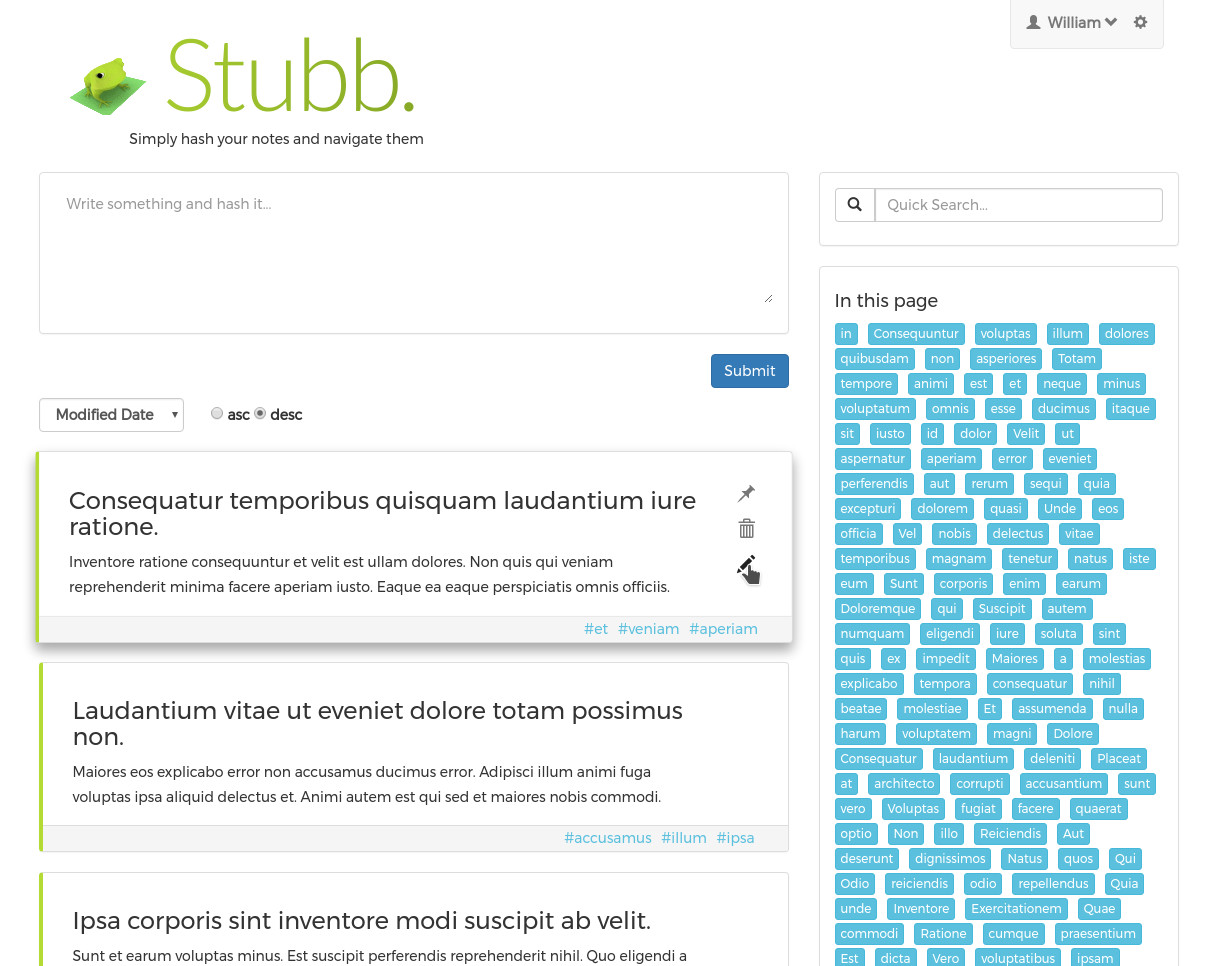 William
Stubb.
Simply hash your notes and navigate them
Write something and hash it...
Submit
Modified Date
asc desc
Consequatur temporibus quisquam laudantium iure
ratione.
Inventore ratione consequuntur et velit est ullam dolores. Non quis qui veniam
reprehenderit minima facere aperiam iusto. Eaque ea eaque perspiciatis omnis officiis.
#et #veniam #aperiam
Laudantium vitae ut eveniet dolore totam possimus
non.
Maiores eos explicabo error non accusamus ducimus error. Adipisci illum animi fuga
voluptas ipsa aliquid delectus et. Animi autem est qui sed et maiores nobis commodi.
#accusamus #illum #ipsa
Ipsa corporis sint inventore modi suscipit ab velit.
Sunt et earum voluptas minus. Est suscipit perferendis reprehenderit nihil. Quo eligendi a
Quick Search...
In this page
in Consequuntur voluptas illum dolores
quibusdam non asperiores Totam
tempore animi est et neque minus
voluptatum omnis esse ducimus itaque
sit iusto id dolor Velit ut
aspernatur aperiam error eveniet
perferendis aut rerum sequi quia
excepturi dolorem quasi Unde eos
officia Vel nobis delectus vitae
temporibus magnam tenetur natus iste
eum Sunt corporis enim earum
Doloremque qui Suscipit autem
numquam eligendi iure soluta sint
quis ex impedit Maiores a molestias
explicabo tempora consequatur nihil
beatae molestiae Et assumenda nulla
harum voluptatem magni Dolore
Consequatur laudantium deleniti Placeat
at architecto corrupti accusantium sunt
vero Voluptas fugiat facere quaerat
optio Non illo Reiciendis Aut
deserunt dignissimos Natus quos Qui
Odio reiciendis odio repellendus Quia
unde Inventore Exercitationem Quae
commodi Ratione cumque praesentium
Est dicta Vero voluptatibus ipsam